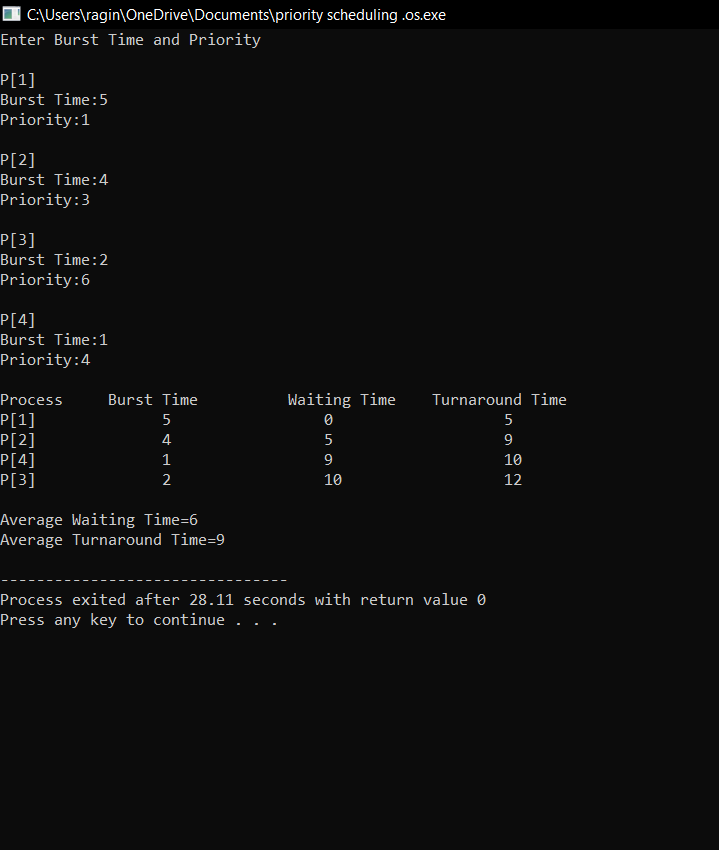 C:\Users\ragin\OneDrive\Documents\priority scheduling .os.exe
Enter Burst Time and Priority
P[1]
Burst Time:5
Priority:1
P[2]
Burst Time:4
Priority:3
P[3]
Burst Time:2
Priority:6
P[4]
Burst Time:1
Priority:4
Process Burst Time Waiting Time Turnaround Time
P[1] 5 0 5
P[2] 4 5 9
P[4] 1 9 10
P[3] 2 10 12
Average Waiting Time=6
Average Turnaround Time=9
--------------------------------
Process exited after 28.11 seconds with return value 0
Press any key to continue . . .